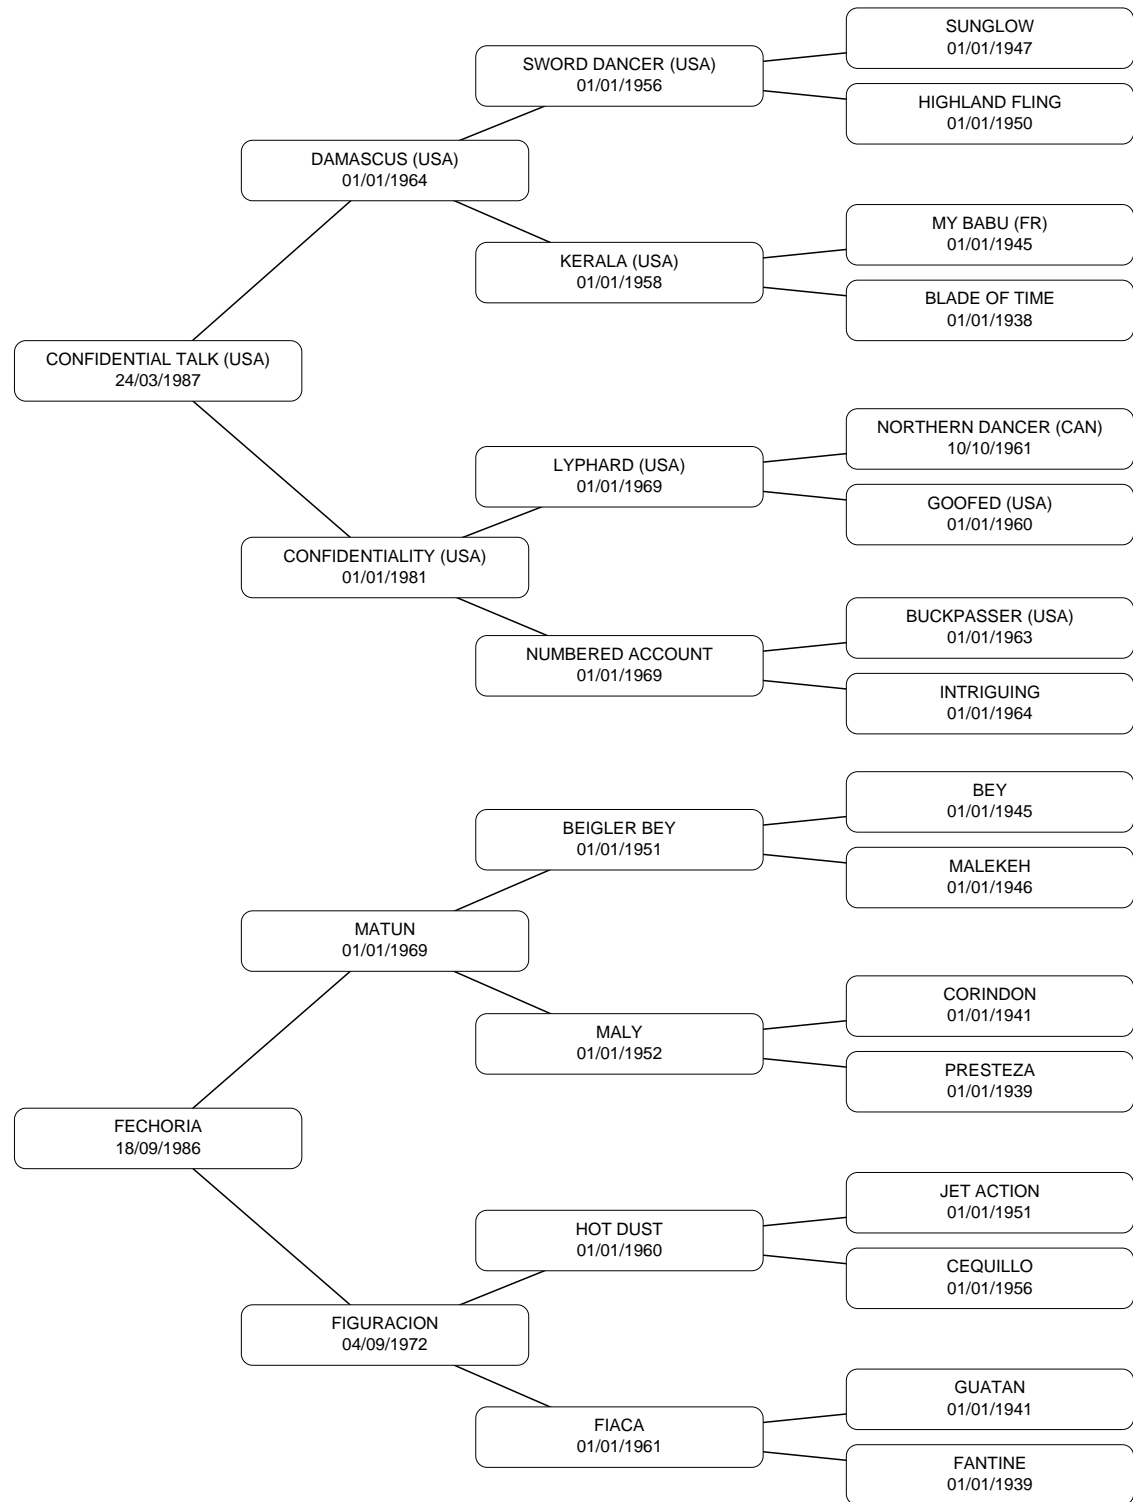 SUNGLOW
01/01/1947
SWORD DANCER (USA)
01/01/1956
HIGHLAND FLING
01/01/1950
DAMASCUS (USA)
01/01/1964
MY BABU (FR)
01/01/1945
KERALA (USA)
01/01/1958
BLADE OF TIME
01/01/1938
CONFIDENTIAL TALK (USA)
24/03/1987
NORTHERN DANCER (CAN)
10/10/1961
LYPHARD (USA)
01/01/1969
GOOFED (USA)
01/01/1960
CONFIDENTIALITY (USA)
01/01/1981
BUCKPASSER (USA)
01/01/1963
NUMBERED ACCOUNT
01/01/1969
INTRIGUING
01/01/1964
BEY
01/01/1945
BEIGLER BEY
01/01/1951
MALEKEH
01/01/1946
MATUN
01/01/1969
CORINDON
01/01/1941
MALY
01/01/1952
PRESTEZA
01/01/1939
FECHORIA
18/09/1986
JET ACTION
01/01/1951
HOT DUST
01/01/1960
CEQUILLO
01/01/1956
FIGURACION
04/09/1972
GUATAN
01/01/1941
FIACA
01/01/1961
FANTINE
01/01/1939